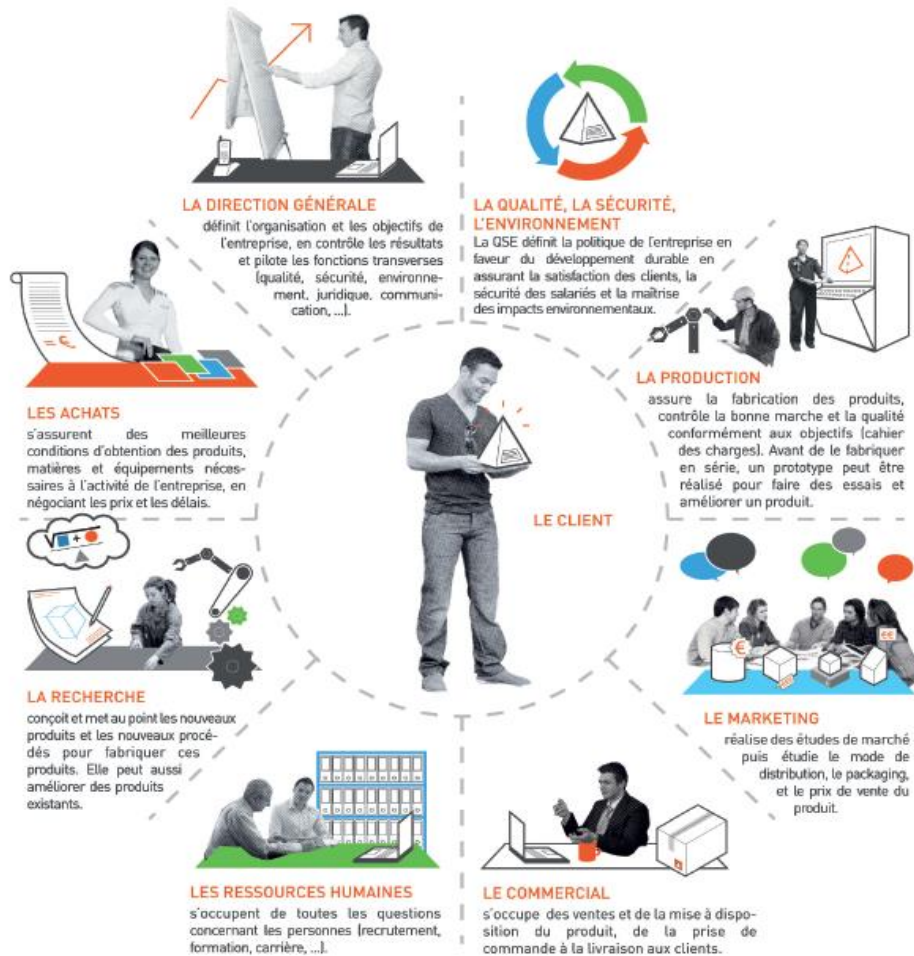 LA DIRECTION GÉNÉRALE
définit l'organisation et les objectifs de
l'entreprise, en contrôle les résultats
et pilote les fonctions transverses
(qualité, sécurité, environne-
ment, juridique, communi-
cation, ...).
LA QUALITÉ, LA SÉCURITÉ,
L'ENVIRONNEMENT
La QSE définit la politique de l'entreprise en
faveur du développement durable en
assurant la satisfaction des clients, la
sécurité des salariés et la maîtrise
des impacts environnementaux.
= €
LES ACHATS
s'assurent des meilleures
conditions d'obtention des produits,
matières et équipements néces-
saires à l'activité de l'entreprise, en
négociant les prix et les délais.
LA PRODUCTION
assure la fabrication des produits,
contrôle la bonne marche et la qualité
conformément aux objectifs (cahier
des charges). Avant de le fabriquer
en série, un prototype peut être
réalisé pour faire des essais et
améliorer un produit.
LE CLIENT
LA RECHERCHE
conçoit et met au point les nouveaux
produits et les nouveaux procé-
dés pour fabriquer ces
produits. Elle peut aussi
améliorer des produits
existants.
€
€€
LE MARKETING
réalise des études de marché
puis étudie le mode de
distribution, le packaging,
et le prix de vente du
produit.
LES RESSOURCES HUMAINES
s'occupent de toutes les questions
concernant les personnes (recrutement,
formation, carrière, ...).
LE COMMERCIAL
s'occupe des ventes et de la mise à dispo-
sition du produit, de la prise de
commande à la livraison aux clients.